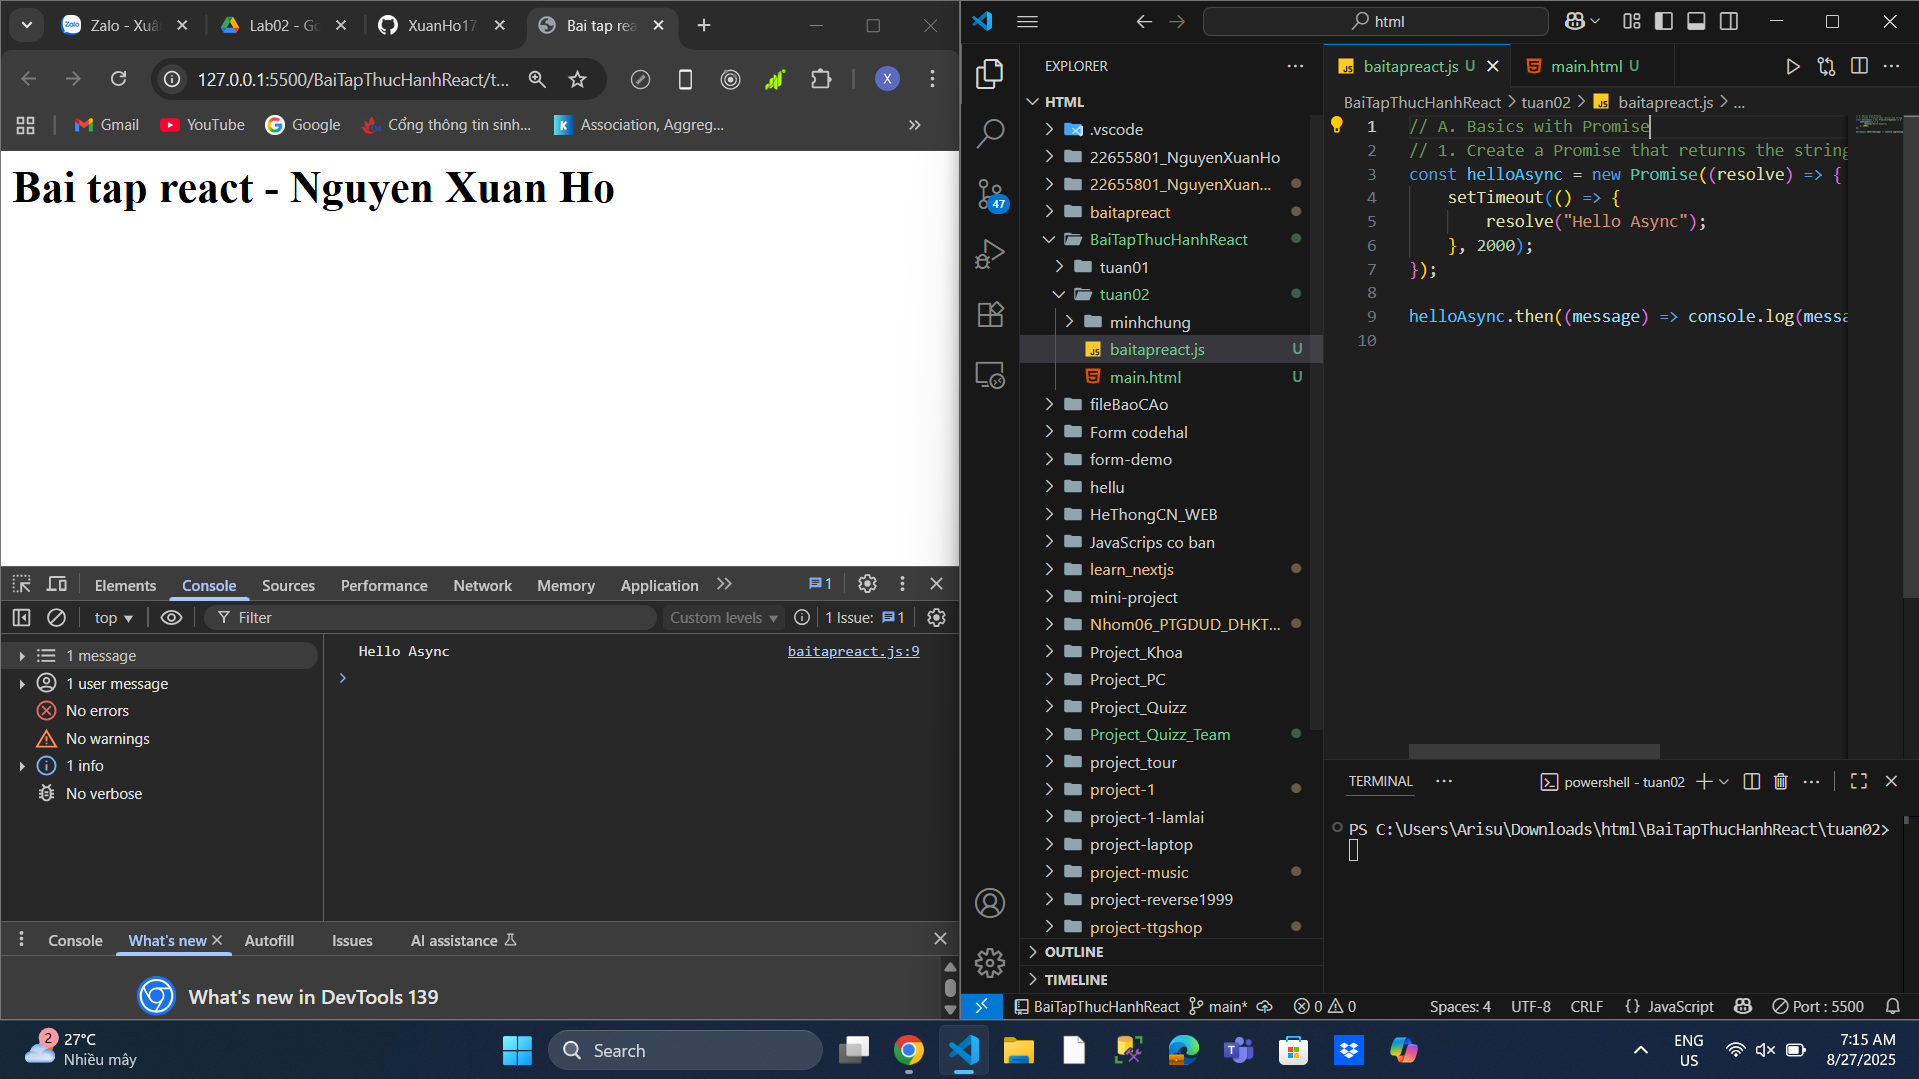 Zalo - Xuâ
Lab02 - Go
XuanHo17
Bai tap rea
127.0.0.1:5500/BaiTapThucHanhReact/t...
X
Gmail
YouTube
Google
Cổng thông tin sinh...
Association, Aggreg...
Bai tap react - Nguyen Xuan Ho
Elements
Console
Sources
Performance
Network
Memory
Application
1
top
Filter
Custom levels
1 Issue:
1
1 message
1 user message
No errors
No warnings
1 info
No verbose
Hello Async
baitapreact.js:9
Console
What's new
Autofill
Issues
AI assistance
What's new in DevTools 139
html
EXPLORER
HTML
.vscode
22655801_NguyenXuanHo
22655801_NguyenXuan...
baitapreact
BaiTapThucHanhReact
tuan01
tuan02
minhchung
baitapreact.js U
main.html U
fileBaoCAo
Form codehal
form-demo
hellu
HeThongCN_WEB
JavaScrips co ban
learn_nextjs
mini-project
Nhom06_PTGDUD_DHKT...
Project_Khoa
Project_PC
Project_Quizz
Project_Quizz_Team
project_tour
project-1
project-1-lamlai
project-laptop
project-music
project-reverse1999
project-ttgshop
OUTLINE
TIMELINE
47
baitapreact.js U
main.html U
BaiTapThucHanhReact > tuan02 > baitapreact.js > ...
1 // A. Basics with Promise
2 // 1. Create a Promise that returns the string
3 const helloAsync = new Promise((resolve) => {
4 setTimeout(() => {
5 resolve("Hello Async");
6 }, 2000);
7 });
8
9 helloAsync.then((message) => console.log(messa
10
TERMINAL
powershell - tuan02
PS C:\Users\Arisu\Downloads\html\BaiTapThucHanhReact\tuan02>
BaiTapThucHanhReact
main*
0
0
Spaces: 4
UTF-8
CRLF
{} JavaScript
Port : 5500
2
27°C
Nhiều mây
Search
ENG
US
7:15 AM
8/27/2025